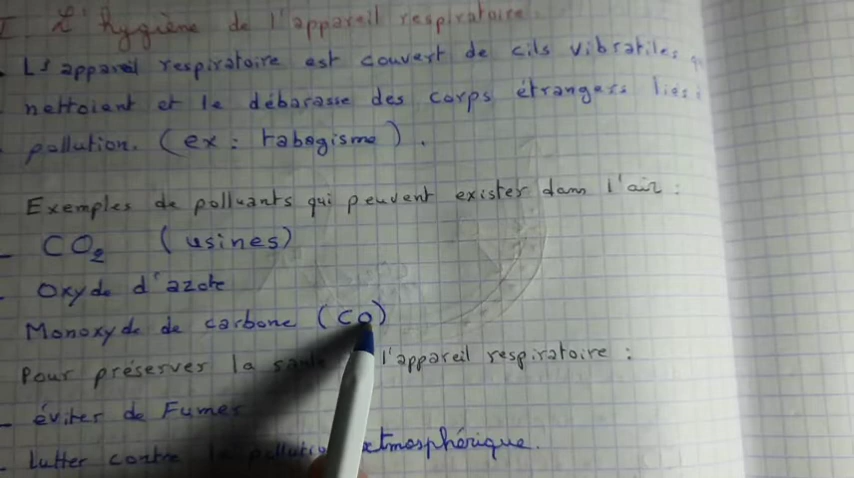 I L'hygiène de l'appareil respiratoire.
- L'appareil respiratoire est couvert de cils vibratiles
nettoient et le débarasse des corps étrangers liés
pollution. (ex : tabagisme).
Exemples de polluants qui peuvent exister dans l'air :
- CO₂ (usines)
- Oxyde d'azote
Monoxyde de carbone (CO)
Pour préserver la l'appareil respiratoire :
- éviter de Fumer
- lutter contre la pollution atmosphérique.